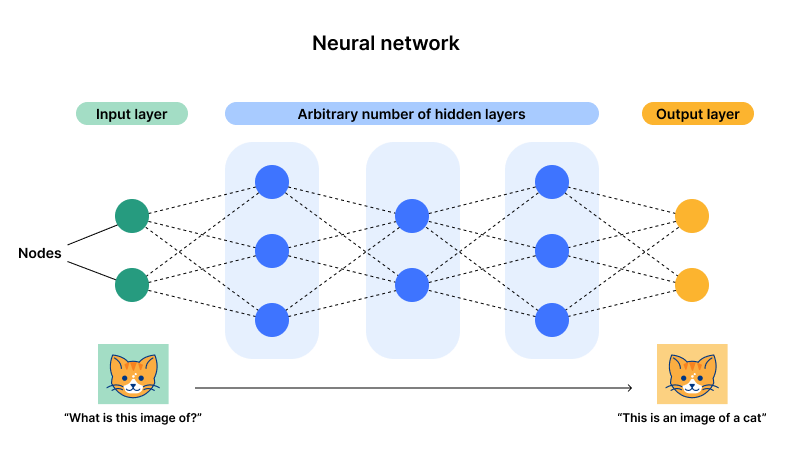 Neural network
Input layer
Arbitrary number of hidden layers
Output layer
Nodes
“What is this image of?”
“This is an image of a cat”